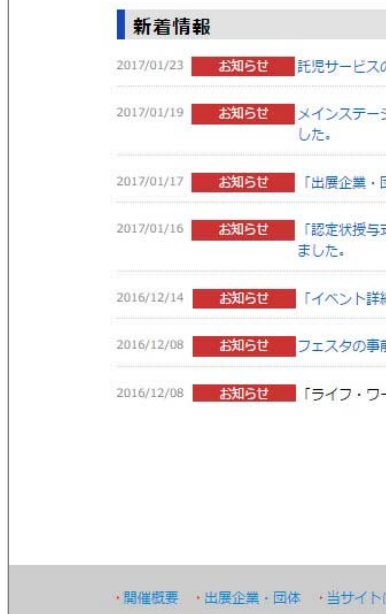 新着情報
2017/01/23 お知らせ 託児サービスの
2017/01/19 お知らせ メインステージ
した。
2017/01/17 お知らせ 「出展企業・団
2017/01/16 お知らせ 「認定状授与式
ました。
2016/12/14 お知らせ 「イベント詳細
2016/12/08 お知らせ フェスタの事前
2016/12/08 お知らせ 「ライフ・ワー
・開催概要 ・出展企業・団体 ・当サイト